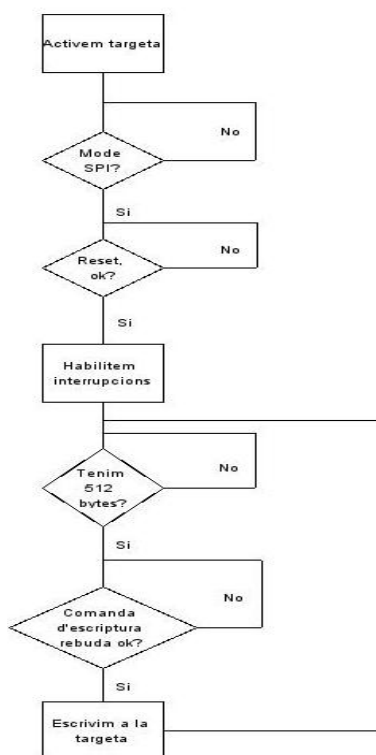 Activem targeta
No
Mode
SPI?
Si
No
Reset,
ok?
Si
Habilitem
interrupcions
No
Tenim
512
bytes?
Si
No
Comanda
d'escriptura
rebuda ok?
Si
Escrivim a la
targeta